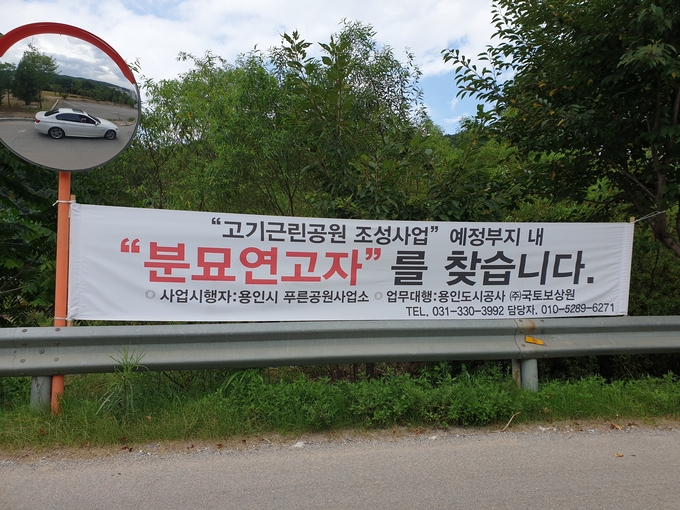 “고기근린공원 조성사업” 예정부지 내
“분묘연고자”를 찾습니다.
○ 사업시행자:용인시 푸른공원사업소 ○ 업무대행:용인도시공사 ㈜국토보상원
TEL. 031-330-3992 담당자. 010-5289-6271